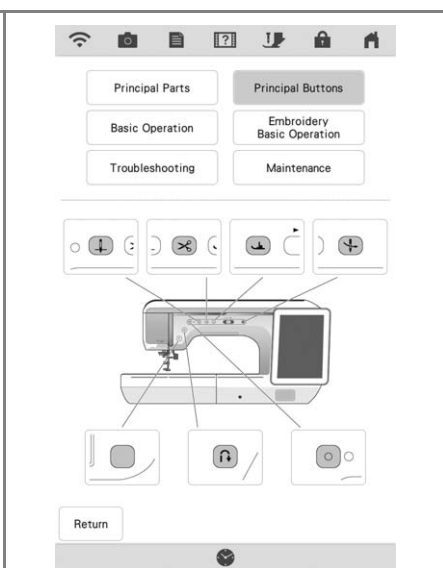 Principal Parts
Principal Buttons
Basic Operation
Embroidery
Basic Operation
Troubleshooting
Maintenance
Return